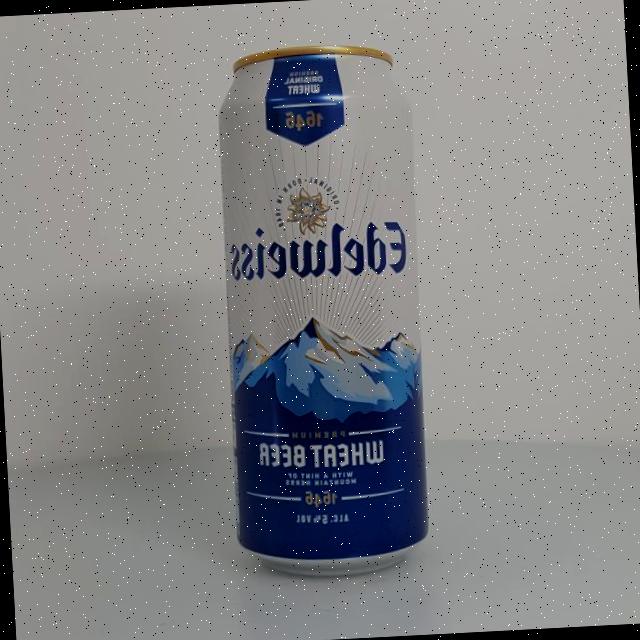 PREMIUM
ORIGINAL
WHEAT
1646
Edelweiss
PREMIUM
WHEAT BEER
WITH A HINT OF
MOUNTAIN HERBS
1646
ALC. 5% VOL